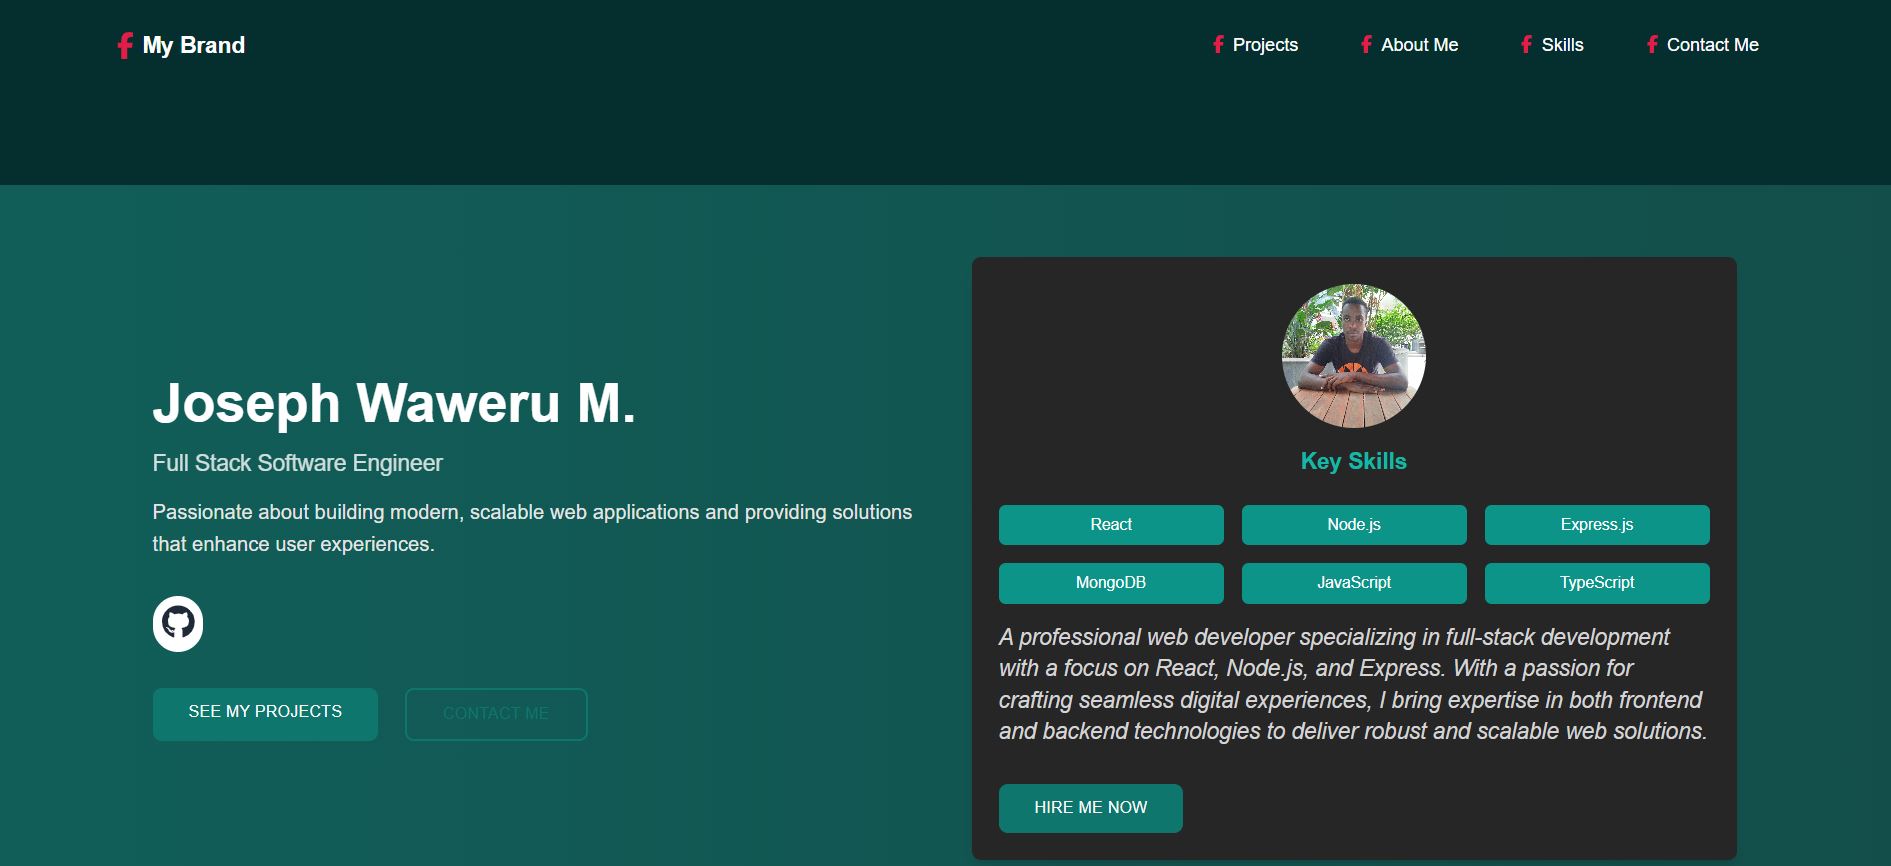 My Brand
Projects
About Me
Skills
Contact Me
Joseph Waweru M.
Full Stack Software Engineer
Passionate about building modern, scalable web applications and providing solutions
that enhance user experiences.
SEE MY PROJECTS
CONTACT ME
Key Skills
React
Node.js
Express.js
MongoDB
JavaScript
TypeScript
A professional web developer specializing in full-stack development
with a focus on React, Node.js, and Express. With a passion for
crafting seamless digital experiences, I bring expertise in both frontend
and backend technologies to deliver robust and scalable web solutions.
HIRE ME NOW